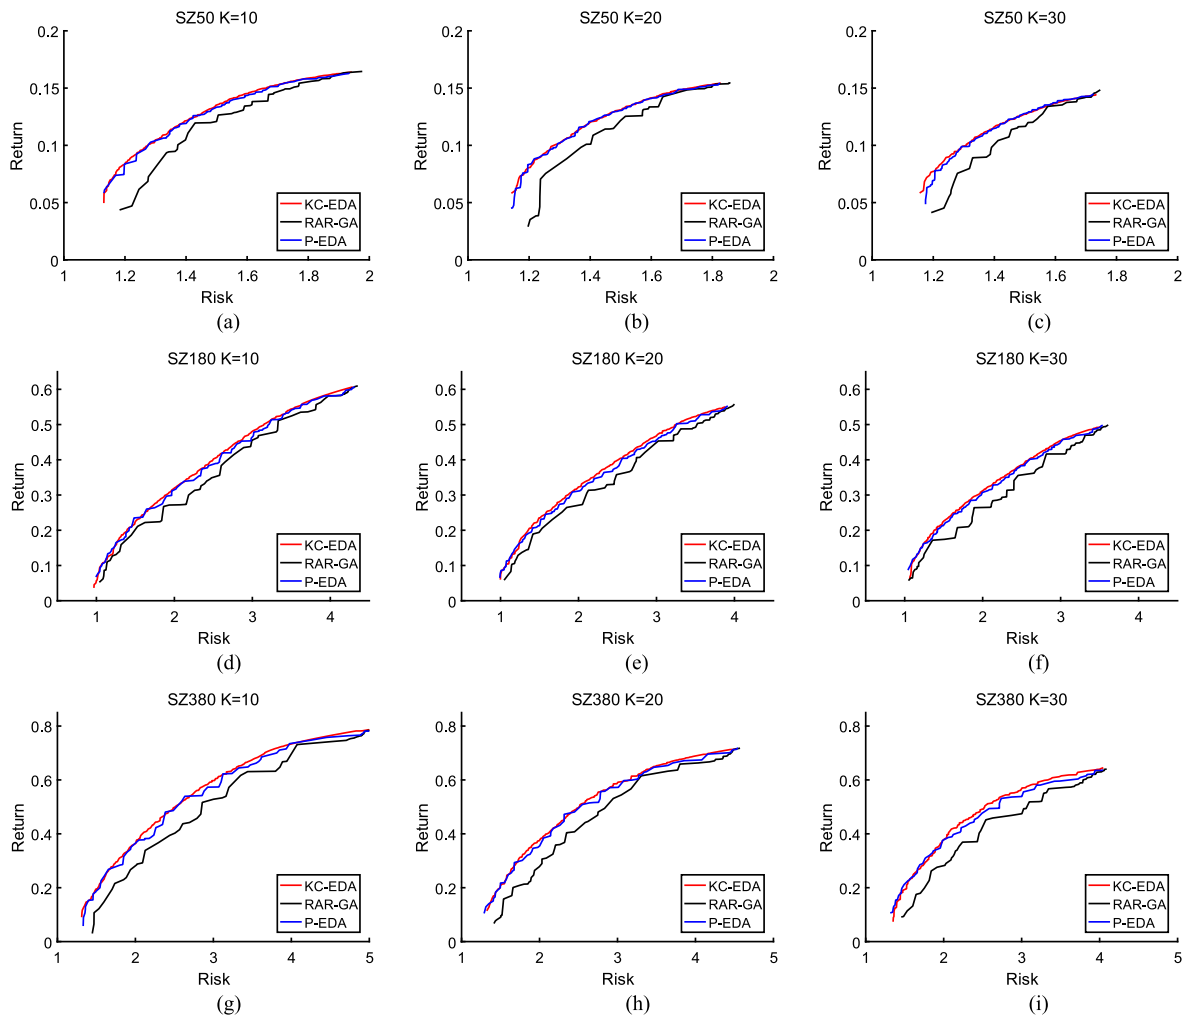 SZ50 K=10
0.2
0.15
0.1
0.05
0
Return
KC-EDA
RAR-GA
P-EDA
1 1.2 1.4 1.6 1.8 2
Risk
(a)
SZ50 K=20
0.2
0.15
0.1
0.05
0
Return
KC-EDA
RAR-GA
P-EDA
1 1.2 1.4 1.6 1.8 2
Risk
(b)
SZ50 K=30
0.2
0.15
0.1
0.05
0
Return
KC-EDA
RAR-GA
P-EDA
1 1.2 1.4 1.6 1.8 2
Risk
(c)
SZ180 K=10
0.6
0.5
0.4
0.3
0.2
0.1
0
Return
KC-EDA
RAR-GA
P-EDA
1 2 3 4
Risk
(d)
SZ180 K=20
0.6
0.5
0.4
0.3
0.2
0.1
0
Return
KC-EDA
RAR-GA
P-EDA
1 2 3 4
Risk
(e)
SZ180 K=30
0.6
0.5
0.4
0.3
0.2
0.1
0
Return
KC-EDA
RAR-GA
P-EDA
1 2 3 4
Risk
(f)
SZ380 K=10
0.8
0.6
0.4
0.2
0
Return
KC-EDA
RAR-GA
P-EDA
1 2 3 4 5
Risk
(g)
SZ380 K=20
0.8
0.6
0.4
0.2
0
Return
KC-EDA
RAR-GA
P-EDA
1 2 3 4 5
Risk
(h)
SZ380 K=30
0.8
0.6
0.4
0.2
0
Return
KC-EDA
RAR-GA
P-EDA
1 2 3 4 5
Risk
(i)